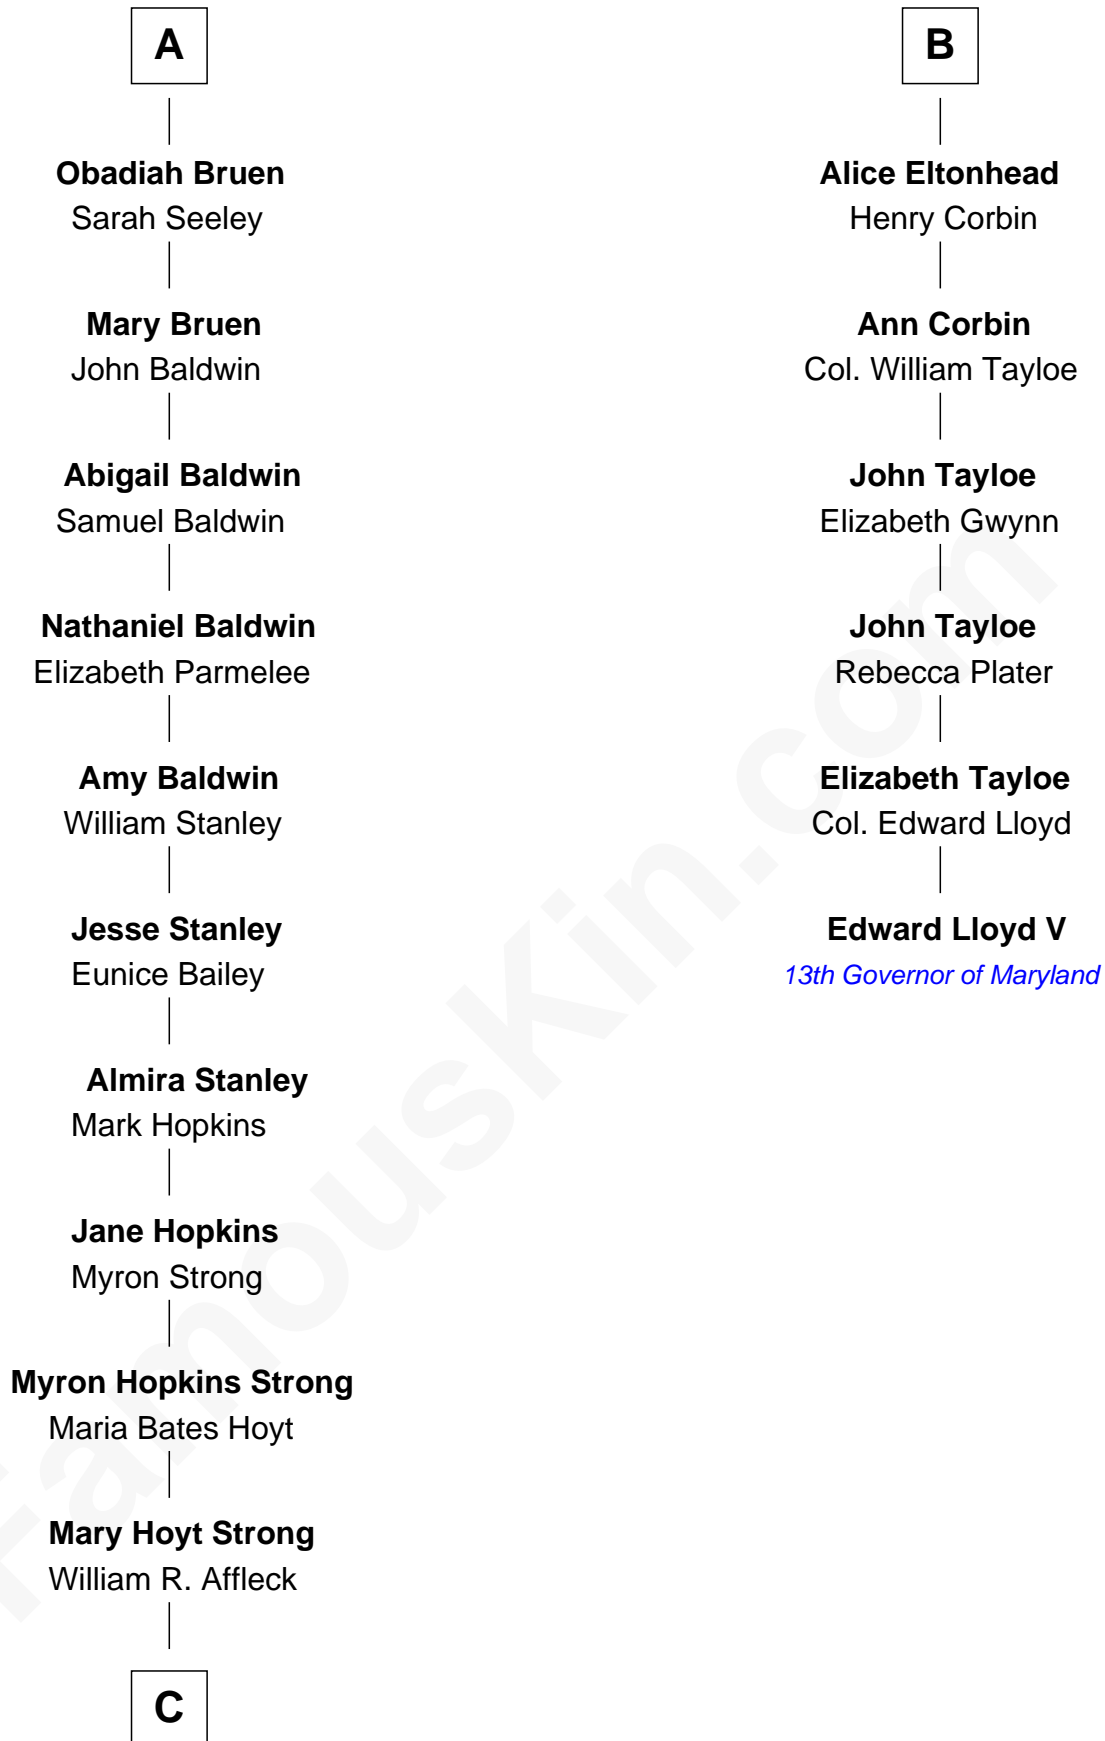 A
Obadiah Bruen
Sarah Seeley
Mary Bruen
John Baldwin
Abigail Baldwin
Samuel Baldwin
Nathaniel Baldwin
Elizabeth Parmelee
Amy Baldwin
William Stanley
Jesse Stanley
Eunice Bailey
Almira Stanley
Mark Hopkins
Jane Hopkins
Myron Strong
Myron Hopkins Strong
Maria Bates Hoyt
Mary Hoyt Strong
William R. Affleck
C
B
Alice Eltonhead
Henry Corbin
Ann Corbin
Col. William Tayloe
John Tayloe
Elizabeth Gwynn
John Tayloe
Rebecca Plater
Elizabeth Tayloe
Col. Edward Lloyd
Edward Lloyd V
13th Governor of Maryland
FamousKin.com